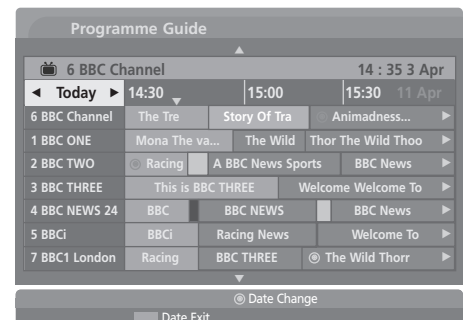 Programme Guide
6 BBC Channel 14 : 35 3 Apr
Today 14:30 15:00 15:30 11 Apr
6 BBC Channel The Tre Story Of Tra Animadness...
1 BBC ONE Mona The va... The Wild Thor The Wild Thoo
2 BBC TWO Racing A BBC News Sports BBC News
3 BBC THREE This is BBC THREE Welcome Welcome To
4 BBC NEWS 24 BBC BBC NEWS BBC News
5 BBCi BBCi Racing News Welcome To
7 BBC1 London Racing BBC THREE The Wild Thorr
Date Change
Date Exit